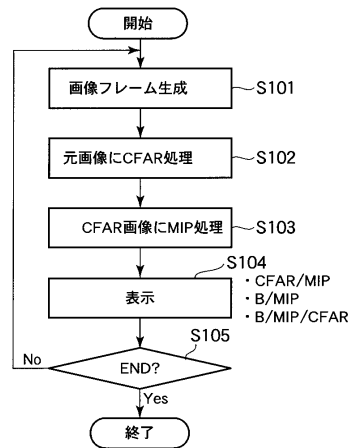 開始
画像フレーム生成
S101
元画像にCFAR処理
S102
CFAR画像にMIP処理
S103
S104
表示
・CFAR/MIP
・B/MIP
・B/MIP/CFAR
S105
No
END?
Yes
終了